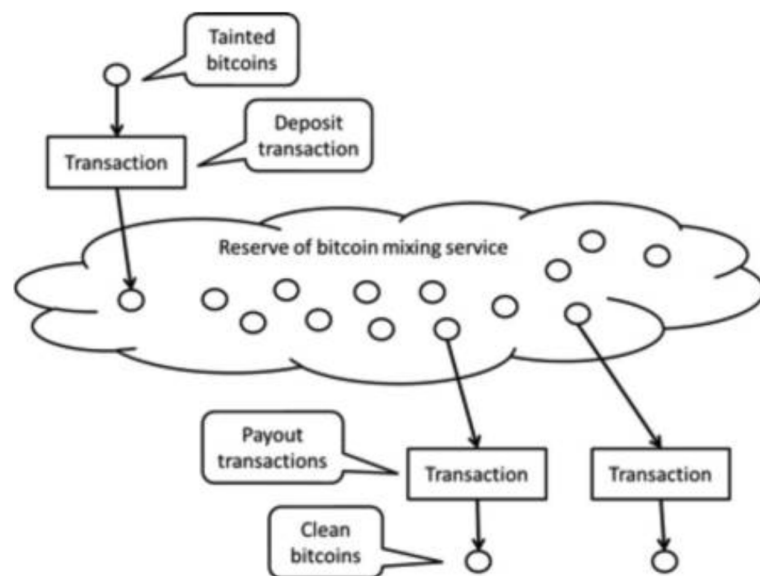 Tainted
bitcoins
Deposit
transaction
Transaction
Reserve of bitcoin mixing service
Payout
transactions
Transaction
Transaction
Clean
bitcoins